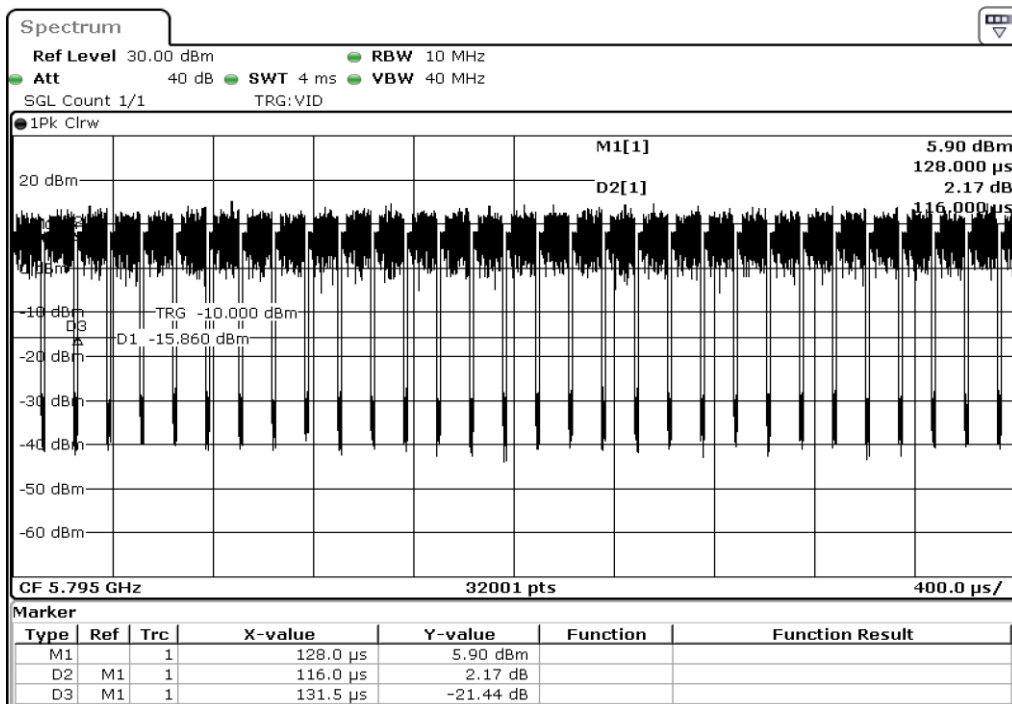 Spectrum
Ref Level 30.00 dBm RBW 10 MHz
Att 40 dB SWT 4 ms VBW 40 MHz
SGL Count 1/1 TRG:VID
1Pk Clrw
M1[1] 5.90 dBm
128.000 µs
20 dBm D2[1] 2.17 dB
116.000 µs
0 dBm
-10 dBm TRG -10.000 dBm
D3
D1 -15.860 dBm
-20 dBm
-30 dBm
-40 dBm
-50 dBm
-60 dBm
CF 5.795 GHz 32001 pts 400.0 µs/
Marker
Type Ref Trc X-value Y-value Function Function Result
M1 1 128.0 µs 5.90 dBm
D2 M1 1 116.0 µs 2.17 dB
D3 M1 1 131.5 µs -21.44 dB